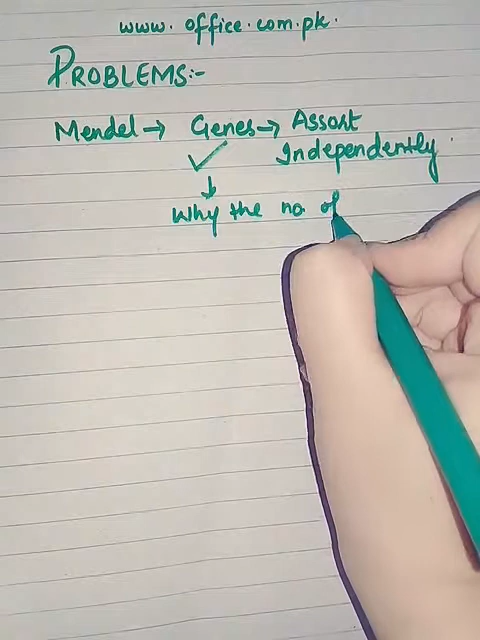 www.office.com.pk.
PROBLEMS:-
Mendel → Genes → Assort
Independently.
✓
↓
Why the no. of